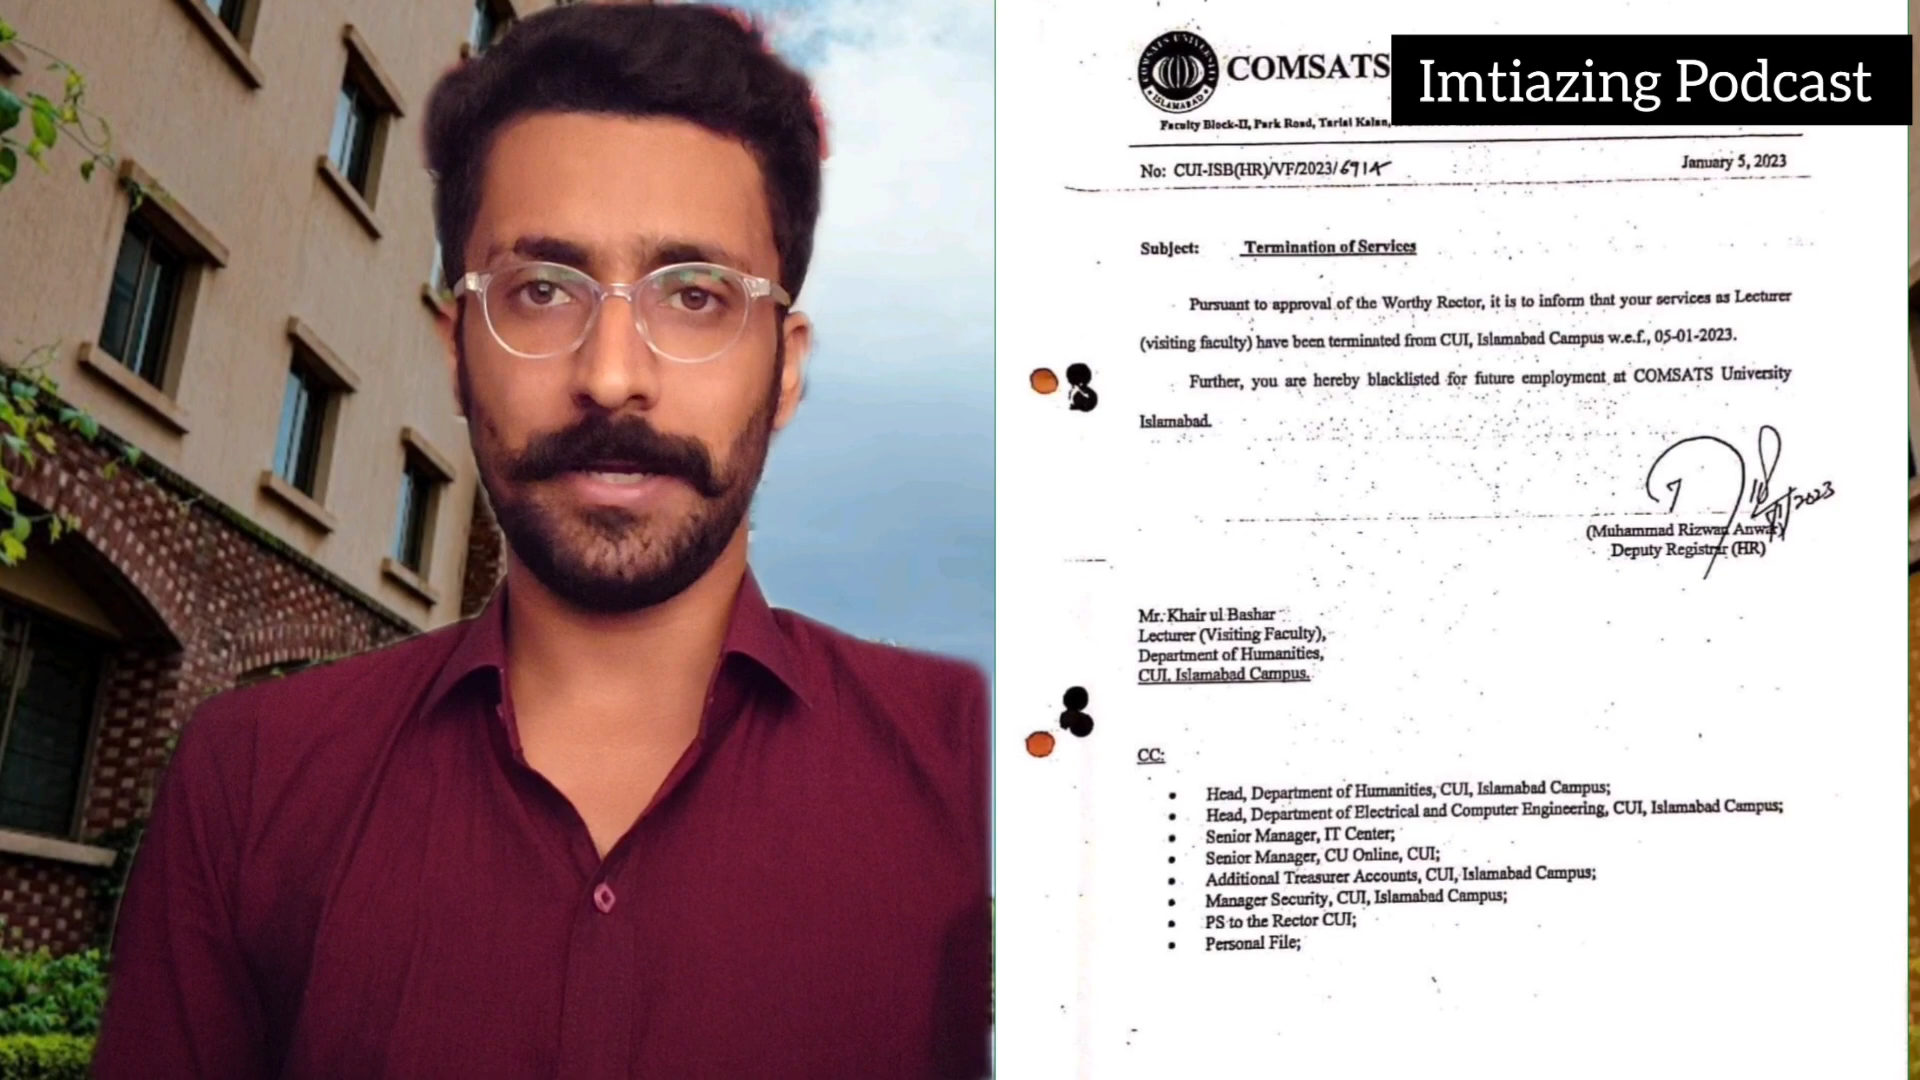 COMSATS
Imtiazing Podcast
Faculty Block-II, Park Road, Tarlai Kalan,
No: CUI-ISB(HR)/VF/2023/
January 5, 2023
Subject: Termination of Services
Pursuant to approval of the Worthy Rector, it is to inform that your services as Lecturer
(visiting faculty) have been terminated from CUI, Islamabad Campus w.e.f., 05-01-2023.
Further, you are hereby blacklisted for future employment at COMSATS University
Islamabad.
2023
(Muhammad Rizwan Anwar)
Deputy Registrar (HR)
Mr. Khair ul Bashar
Lecturer (Visiting Faculty),
Department of Humanities,
CUI, Islamabad Campus.
CC:
• Head, Department of Humanities, CUI, Islamabad Campus;
• Head, Department of Electrical and Computer Engineering, CUI, Islamabad Campus;
• Senior Manager, IT Center;
• Senior Manager, CU Online, CUI;
• Additional Treasurer Accounts, CUI, Islamabad Campus;
• Manager Security, CUI, Islamabad Campus;
• PS to the Rector CUI;
• Personal File;